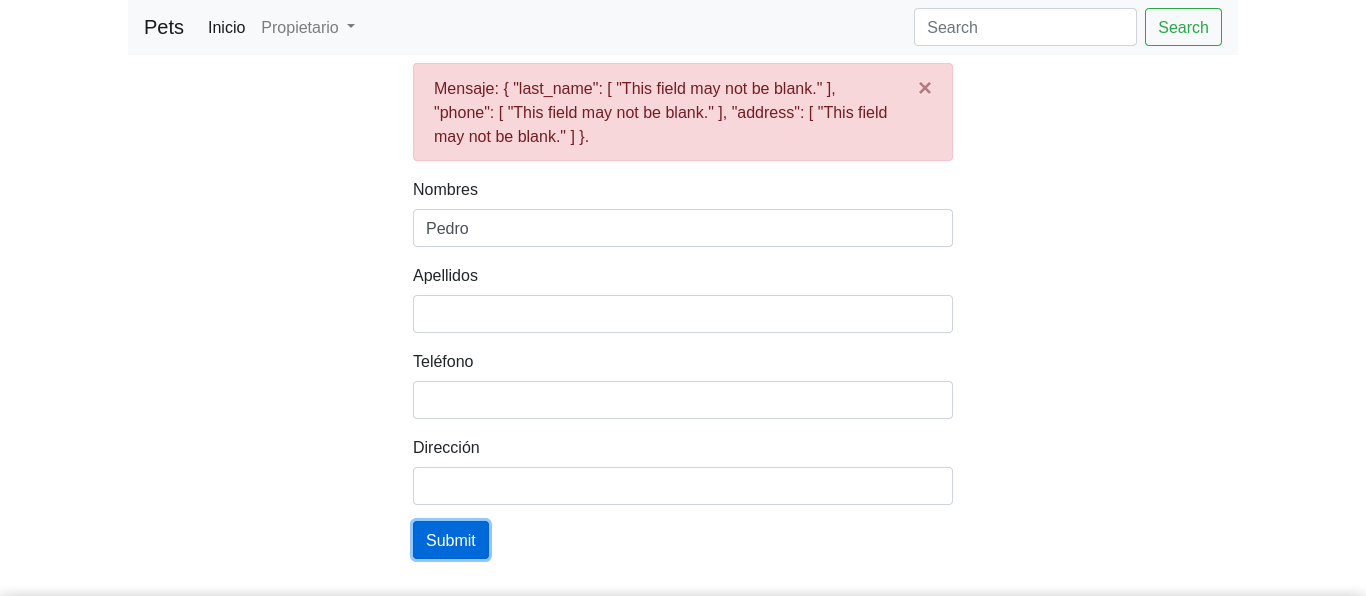 Pets Inicio Propietario Search Search
Mensaje: { "last_name": [ "This field may not be blank." ], ×
"phone": [ "This field may not be blank." ], "address": [ "This field
may not be blank." ] }.
Nombres
Pedro
Apellidos
Teléfono
Dirección
Submit